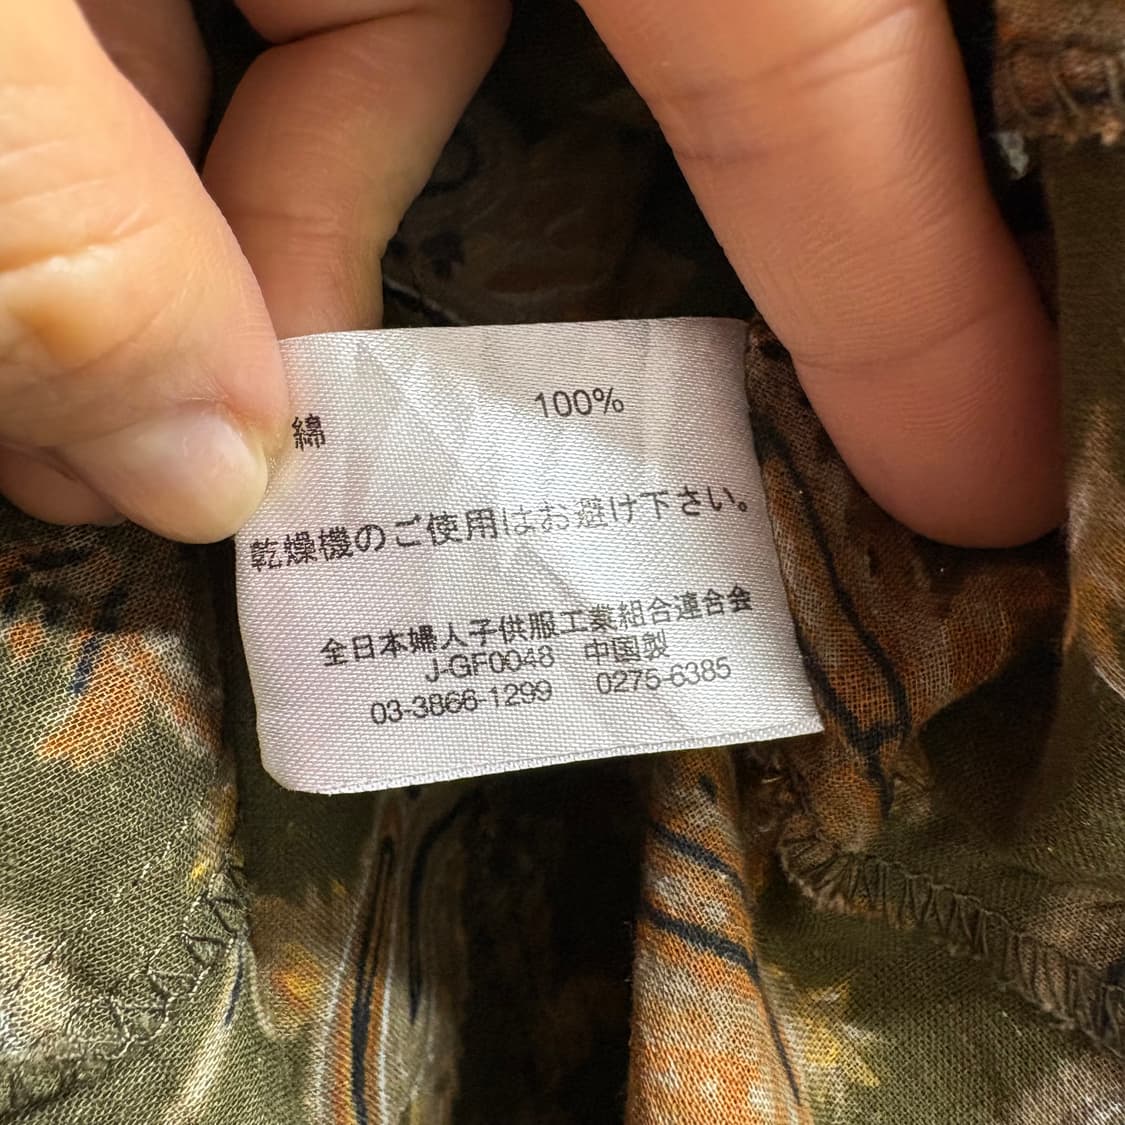 綿 100%
乾燥機のご使用はお避け下さい。
全日本婦人子供服工業組合連合会
J-GF0048 中国製
03-3866-1299 0275-6385